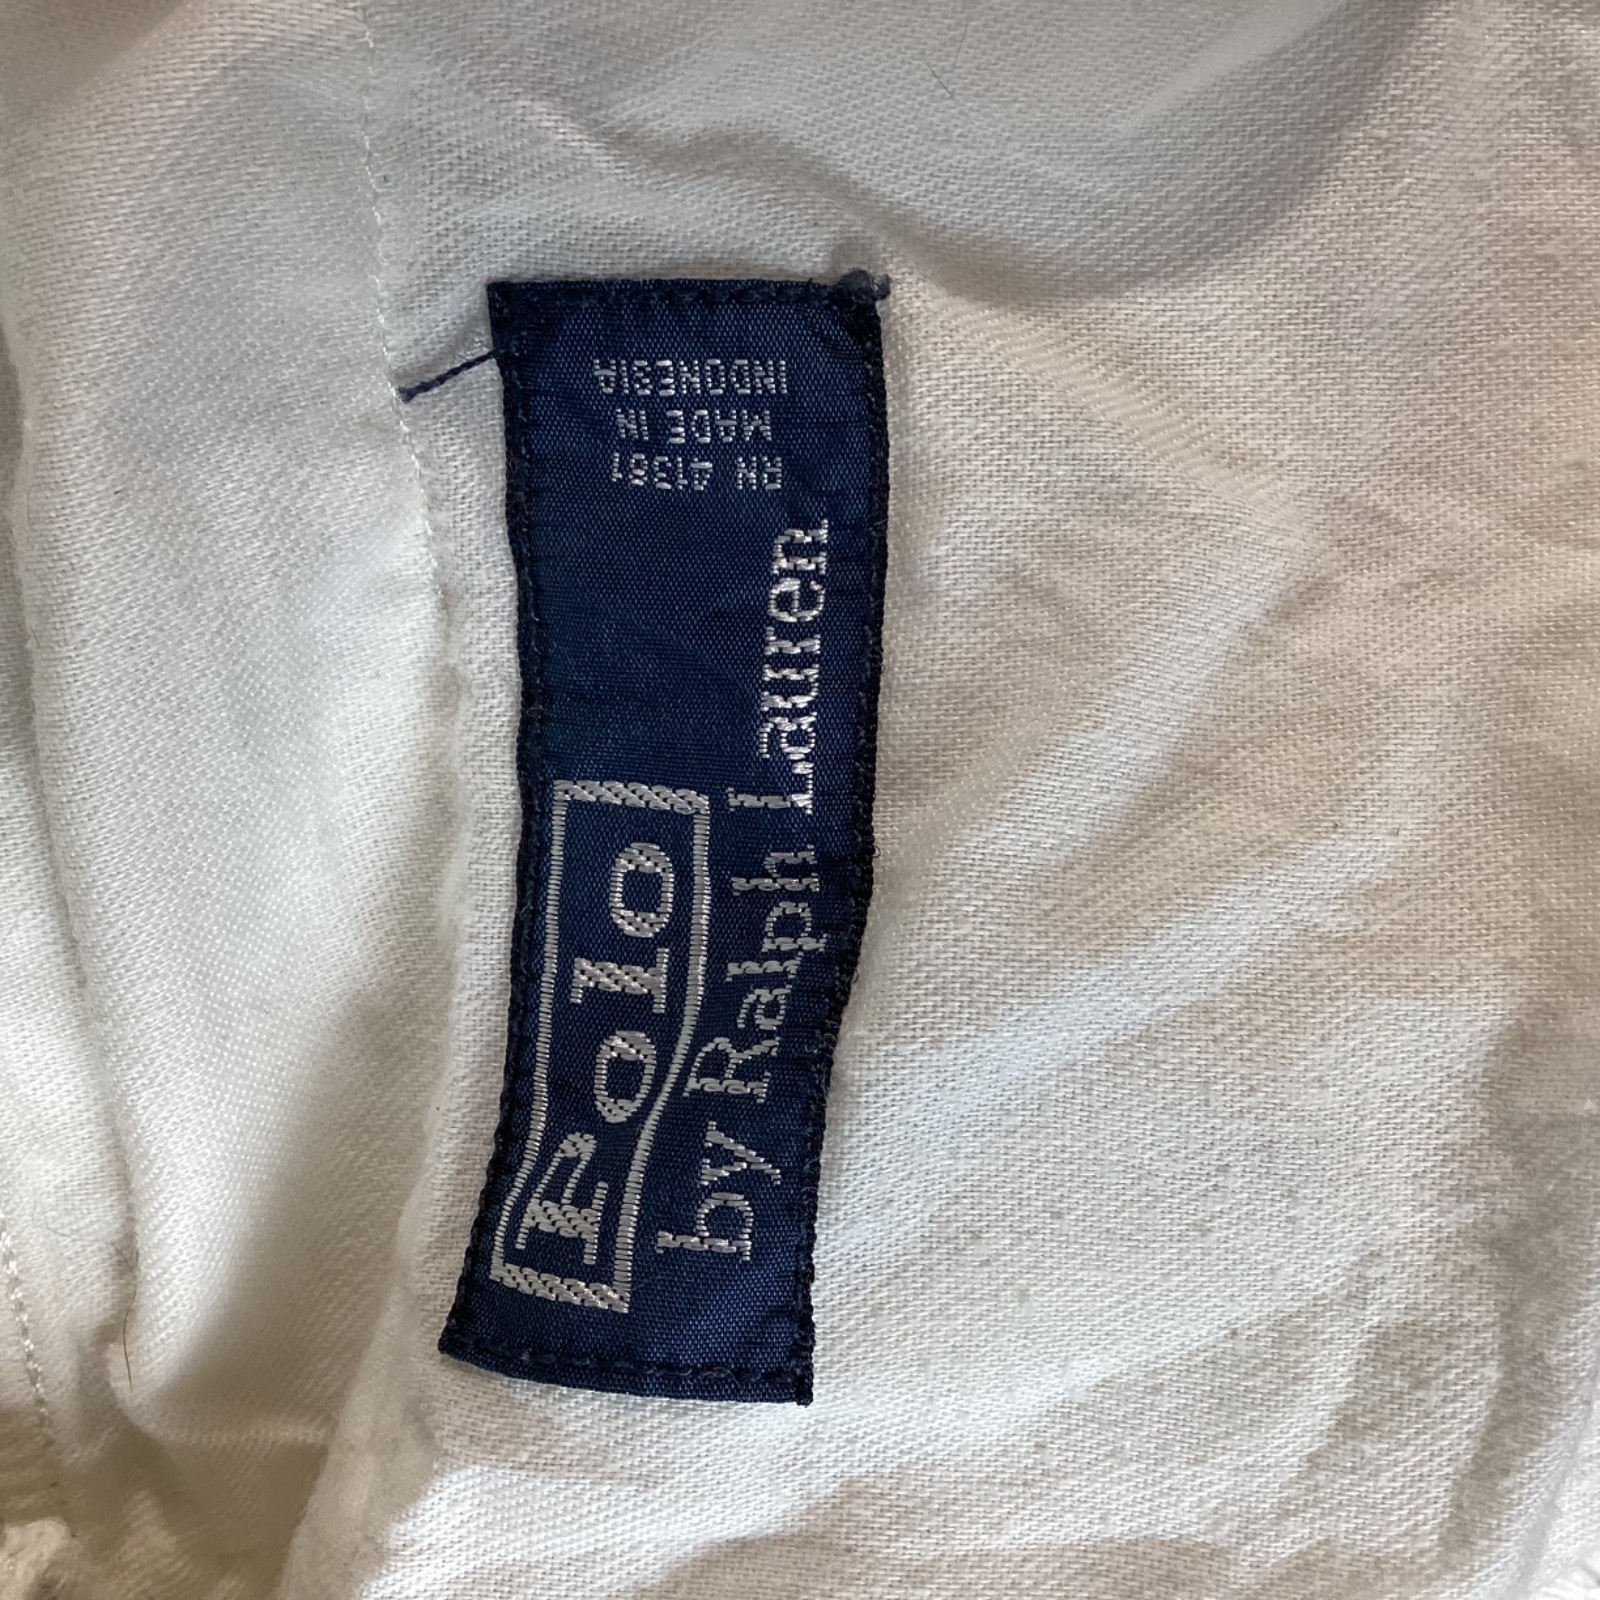 Polo
by Ralph Lauren
RN 41381
MADE IN
INDONESIA